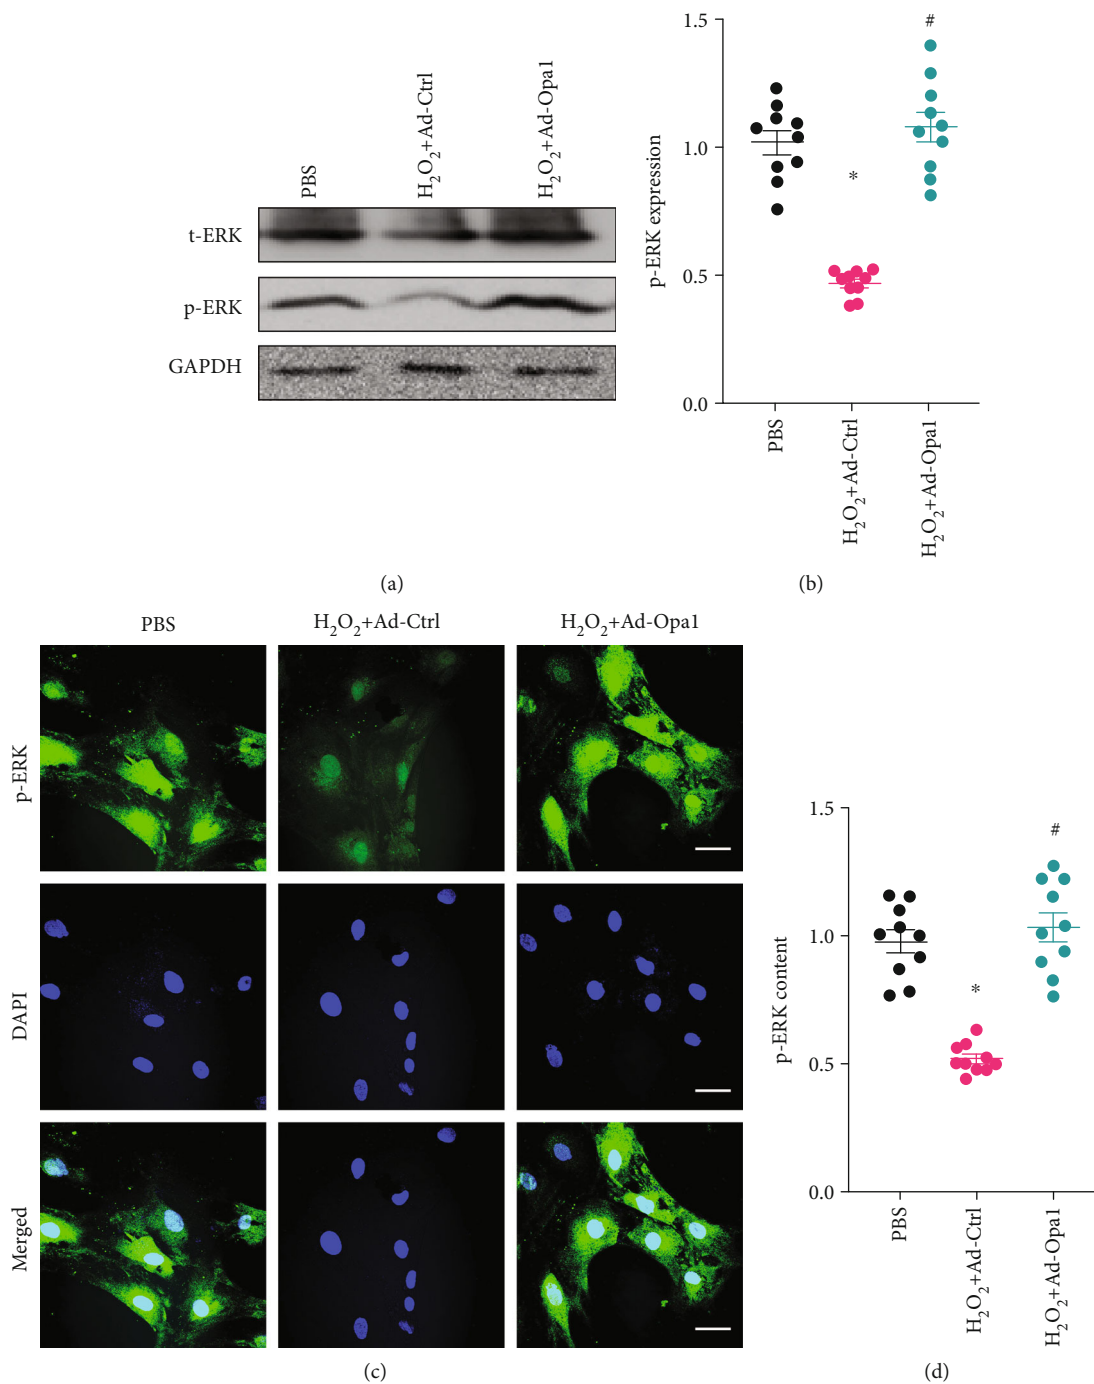 PBS
H₂O₂+Ad-Ctrl
H₂O₂+Ad-Opa1
t-ERK
p-ERK
GAPDH
(a)
1.5
1.0
0.5
0.0
p-ERK expression
*
#
PBS
H₂O₂+Ad-Ctrl
H₂O₂+Ad-Opa1
(b)
PBS
H₂O₂+Ad-Ctrl
H₂O₂+Ad-Opa1
p-ERK
DAPI
Merged
(c)
1.5
1.0
0.5
0.0
p-ERK content
*
#
PBS
H₂O₂+Ad-Ctrl
H₂O₂+Ad-Opa1
(d)